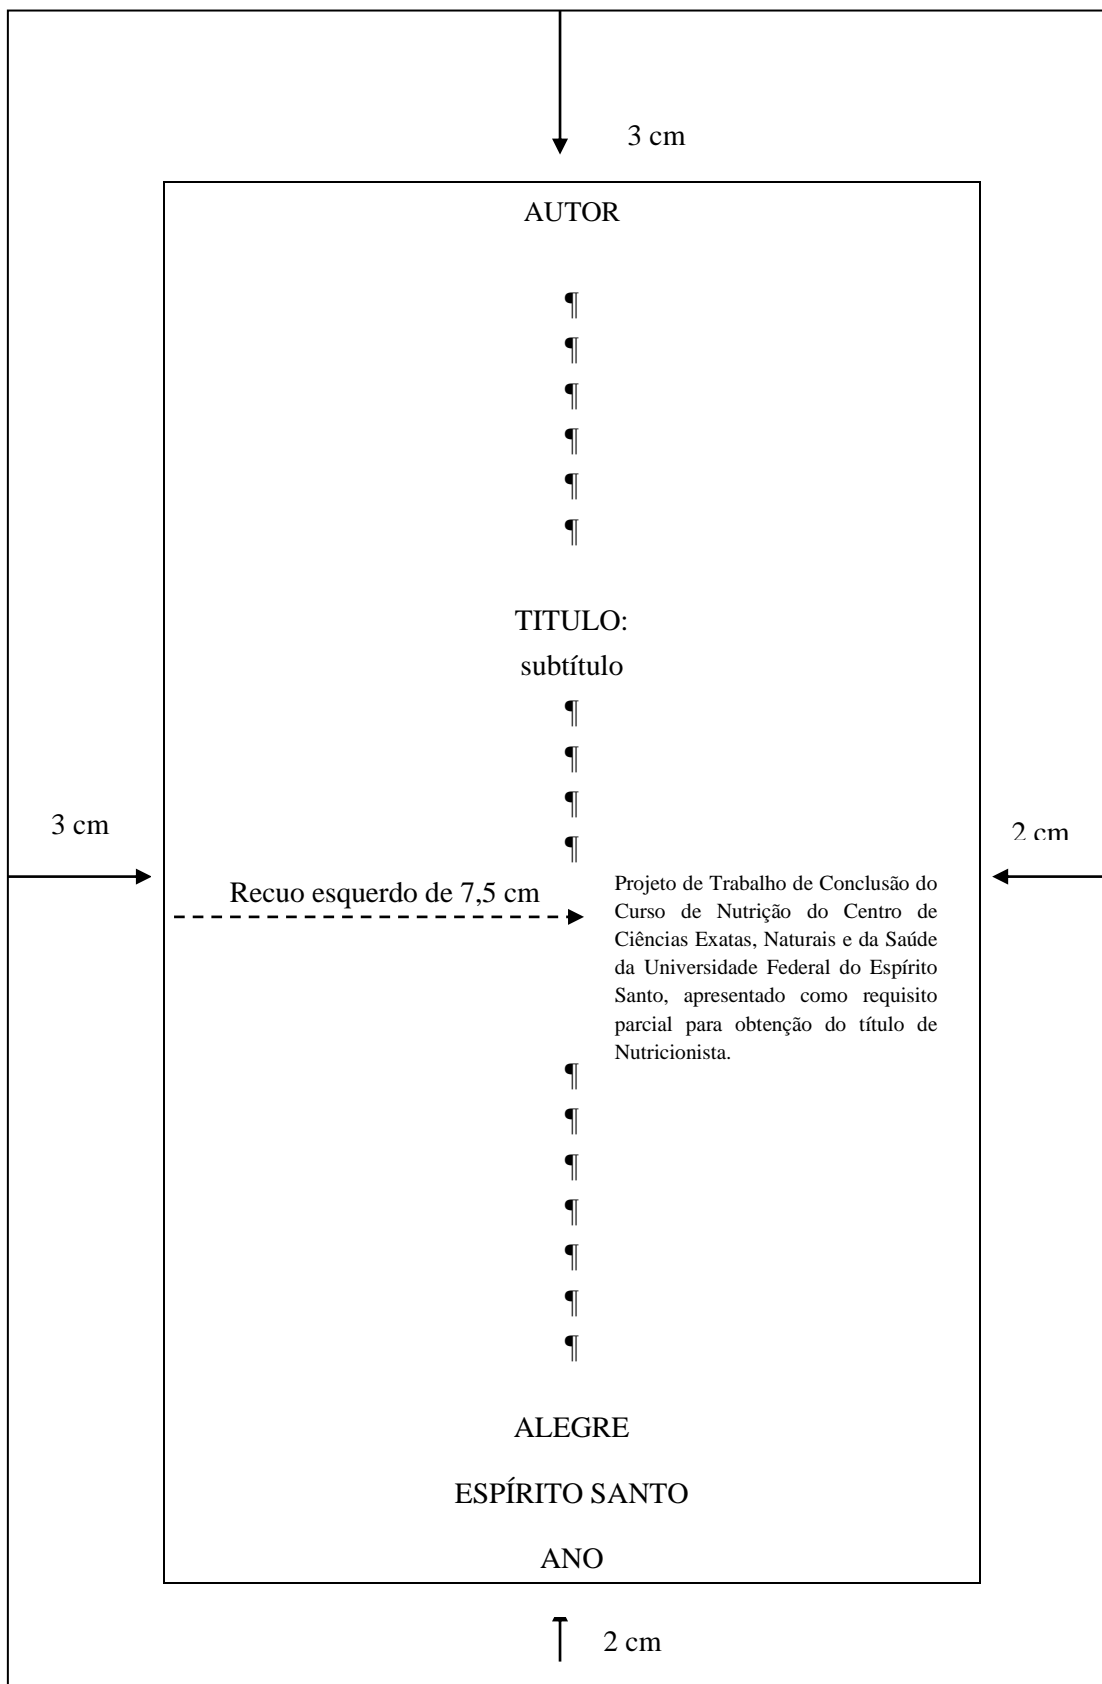 3 cm
AUTOR
¶
¶
¶
¶
¶
¶
TITULO:
subtítulo
¶
¶
¶
¶
3 cm
2 cm
Recuo esquerdo de 7,5 cm
Projeto de Trabalho de Conclusão do
Curso de Nutrição do Centro de
Ciências Exatas, Naturais e da Saúde
da Universidade Federal do Espírito
Santo, apresentado como requisito
parcial para obtenção do título de
Nutricionista.
¶
¶
¶
¶
¶
¶
¶
ALEGRE
ESPÍRITO SANTO
ANO
2 cm